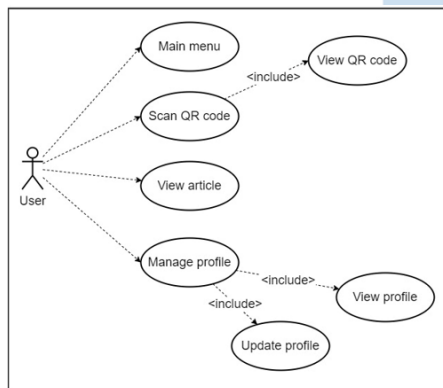 Main menu
View QR code
<include>
Scan QR code
User
View article
Manage profile
<include>
View profile
<include>
Update profile